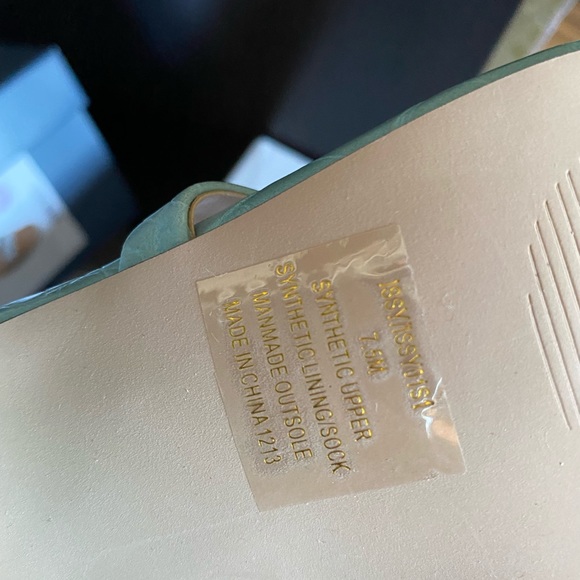 7.5M
SYNTHETIC UPPER
SYNTHETIC LINING/SOCK
MANMADE OUTSOLE
MADE IN CHINA 1213